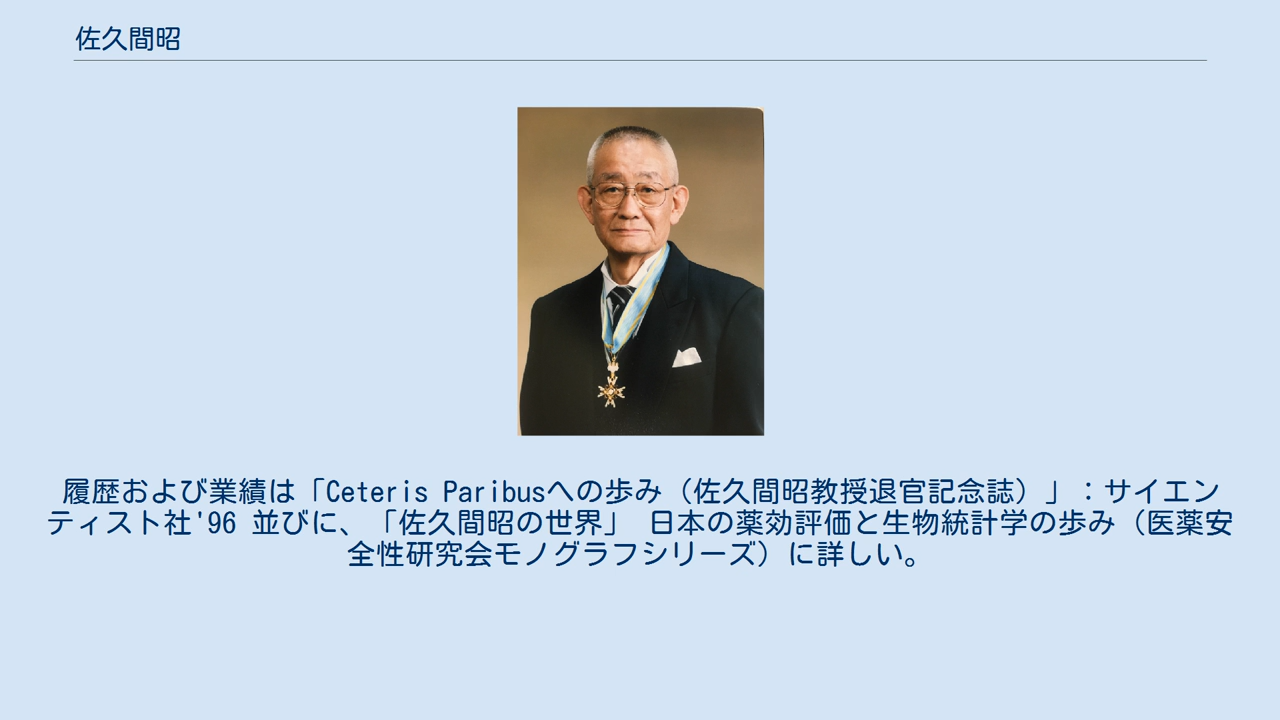 佐久間昭
履歴および業績は「Ceteris Paribusへの歩み（佐久間昭教授退官記念誌）」：サイエン
ティスト社'96 並びに、「佐久間昭の世界」 日本の薬効評価と生物統計学の歩み（医薬安
全性研究会モノグラフシリーズ）に詳しい。